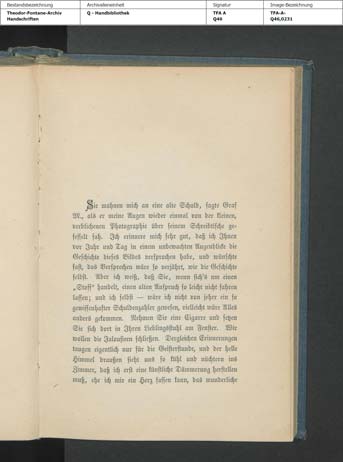 Bestandsbezeichnung
Archivalieneinheit
Signatur
Image-Bezeichnung
Theodor-Fontane-Archiv
Handschriften
Q - Handbibliothek
TFA A
Q46
TFA-A-
Q46,0231
Sie mahnen mich an eine alte Schuld, sagte Graf
M., als er meine Augen wieder einmal von der kleinen,
verblichenen Photographie über seinem Schreibtische ge-
fesselt sah. Ich erinnere mich sehr gut, daß ich Ihnen
vor Jahr und Tag in einem unbewachten Augenblicke die
Geschichte dieses Bildes versprochen habe, und wünschte
fast, das Versprechen wäre so verjährt, wie die Geschichte
selbst. Aber ich weiß, daß Sie, wenn sich's um einen
„Stoff“ handelt, einen alten Anspruch so leicht nicht fahren
lassen; und ich selbst — wäre ich nicht von jeher ein so
gewissenhafter Schuldenzahler gewesen, vielleicht wäre Alles
anders gekommen. Nehmen Sie eine Cigarre und setzen
Sie sich dort in Ihren Lieblingsstuhl am Fenster. Wir
wollen die Jalousieen schließen. Dergleichen Erinnerungen
taugen eigentlich nur für die Geisterstunde, und der helle
Himmel draußen sieht uns so kühl und nüchtern ins
Zimmer, daß ich erst eine künstliche Dämmerung herstellen
muß, ehe ich mir ein Herz fassen kann, das wunderliche